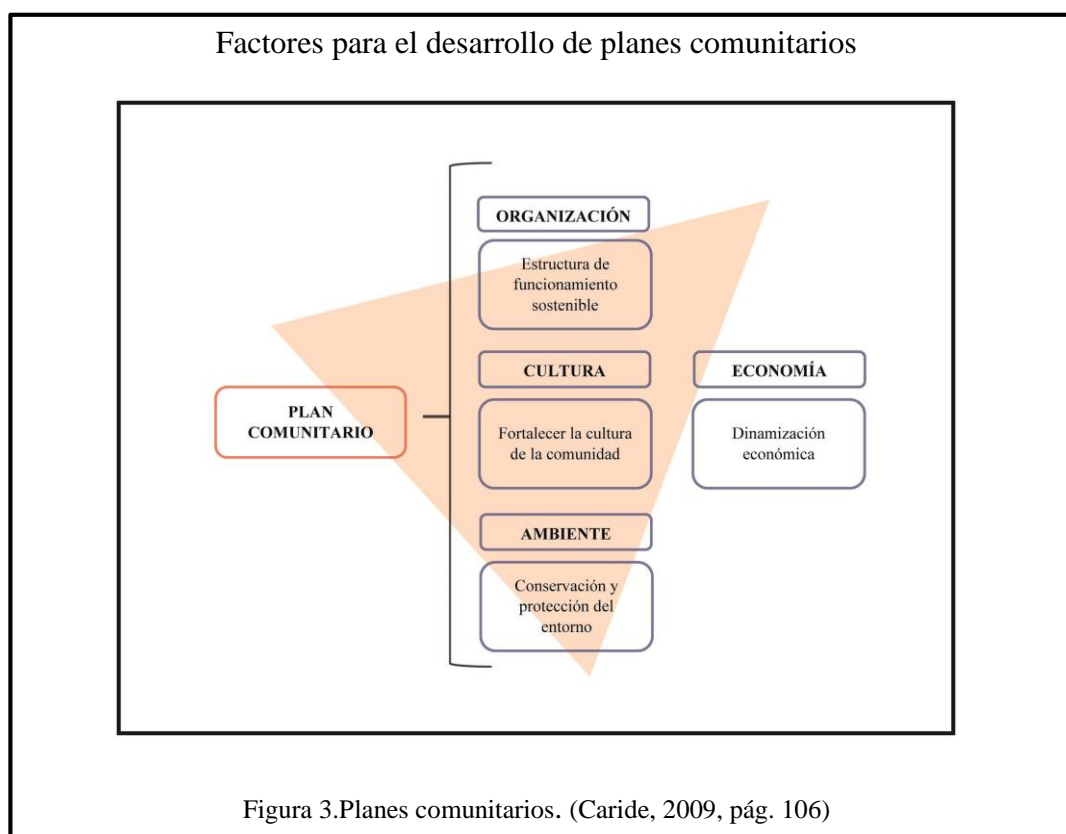 Factores para el desarrollo de planes comunitarios
ORGANIZACIÓN
Estructura de
funcionamiento
sostenible
PLAN
COMUNITARIO
CULTURA
Fortalecer la cultura
de la comunidad
ECONOMÍA
Dinamización
económica
AMBIENTE
Conservación y
protección del
entorno
Figura 3.Planes comunitarios. (Caride, 2009, pág. 106)